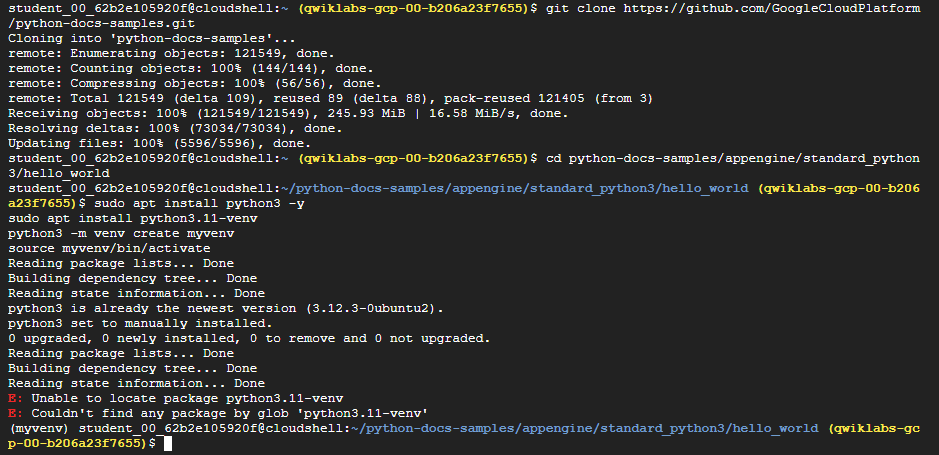 student_00_62b2e105920f@cloudshell:~ (qwiklabs-gcp-00-b206a23f7655)$ git clone https://github.com/GoogleCloudPlatform
/python-docs-samples.git
Cloning into 'python-docs-samples'...
remote: Enumerating objects: 121549, done.
remote: Counting objects: 100% (144/144), done.
remote: Compressing objects: 100% (56/56), done.
remote: Total 121549 (delta 109), reused 89 (delta 88), pack-reused 121405 (from 3)
Receiving objects: 100% (121549/121549), 245.93 MiB | 16.58 MiB/s, done.
Resolving deltas: 100% (73034/73034), done.
Updating files: 100% (5596/5596), done.
student_00_62b2e105920f@cloudshell:~ (qwiklabs-gcp-00-b206a23f7655)$ cd python-docs-samples/appengine/standard_python
3/hello_world
student_00_62b2e105920f@cloudshell:~/python-docs-samples/appengine/standard_python3/hello_world (qwiklabs-gcp-00-b206
a23f7655)$ sudo apt install python3 -y
sudo apt install python3.11-venv
python3 -m venv create myvenv
source myvenv/bin/activate
Reading package lists... Done
Building dependency tree... Done
Reading state information... Done
python3 is already the newest version (3.12.3-0ubuntu2).
python3 set to manually installed.
0 upgraded, 0 newly installed, 0 to remove and 0 not upgraded.
Reading package lists... Done
Building dependency tree... Done
Reading state information... Done
E: Unable to locate package python3.11-venv
E: Couldn't find any package by glob 'python3.11-venv'
(myvenv) student_00_62b2e105920f@cloudshell:~/python-docs-samples/appengine/standard_python3/hello_world (qwiklabs-gc
p-00-b206a23f7655)$